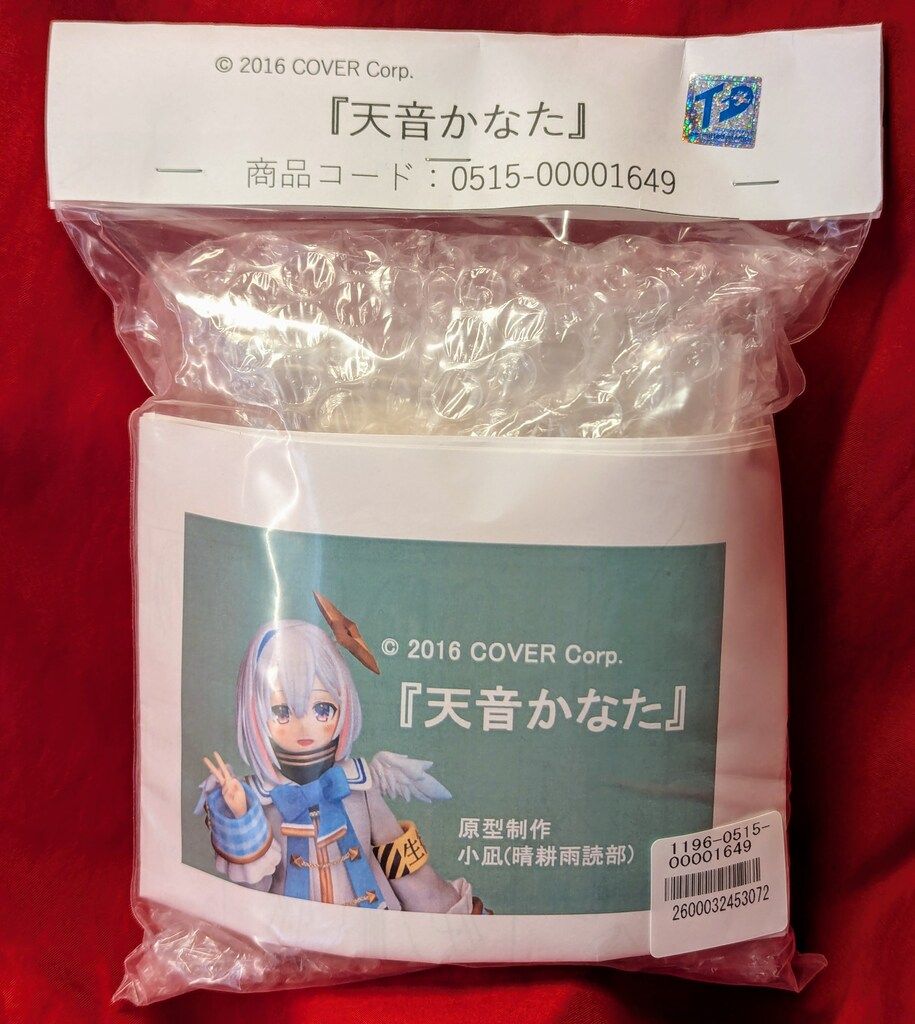 © 2016 COVER Corp.
『天音かなた』
商品コード：0515-00001649
© 2016 COVER Corp.
『天音かなた』
原型制作
小凪(晴耕雨読部)
生
1196-0515-
00001649
2600032453072